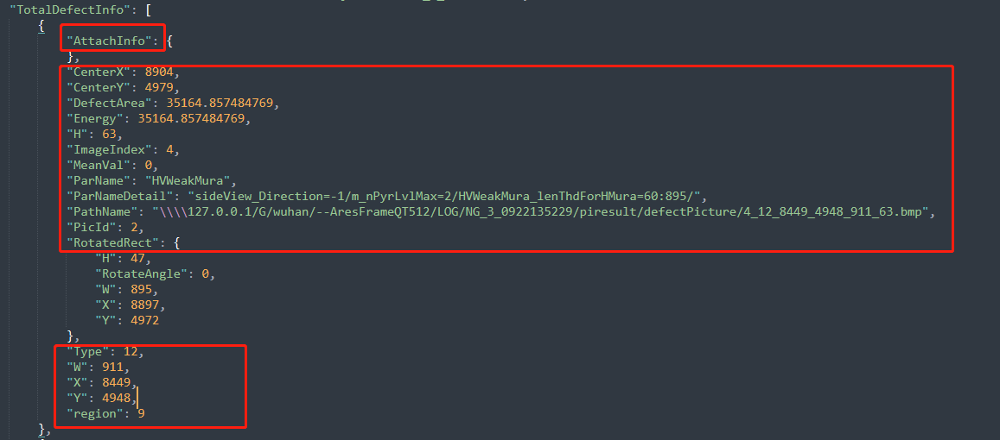 "TotalDefectInfo": [
{
"AttachInfo": {
},
"CenterX": 8904,
"CenterY": 4979,
"DefectArea": 35164.857484769,
"Energy": 35164.857484769,
"H": 63,
"ImageIndex": 4,
"MeanVal": 0,
"ParName": "HVWeakMura",
"ParNameDetail": "sideView_Direction=-1/m_nPyrLvlMax=2/HVWeakMura_lenThdForHMura=60:895/",
"PathName": "\\\\127.0.0.1/G/wuhan/--AresFrameQT512/LOG/NG_3_0922135229/piresult/defectPicture/4_12_8449_4948_911_63.bmp",
"PicId": 2,
"RotatedRect": {
"H": 47,
"RotateAngle": 0,
"W": 895,
"X": 8897,
"Y": 4972
},
"Type": 12,
"W": 911,
"X": 8449,
"Y": 4948,
"region": 9
},